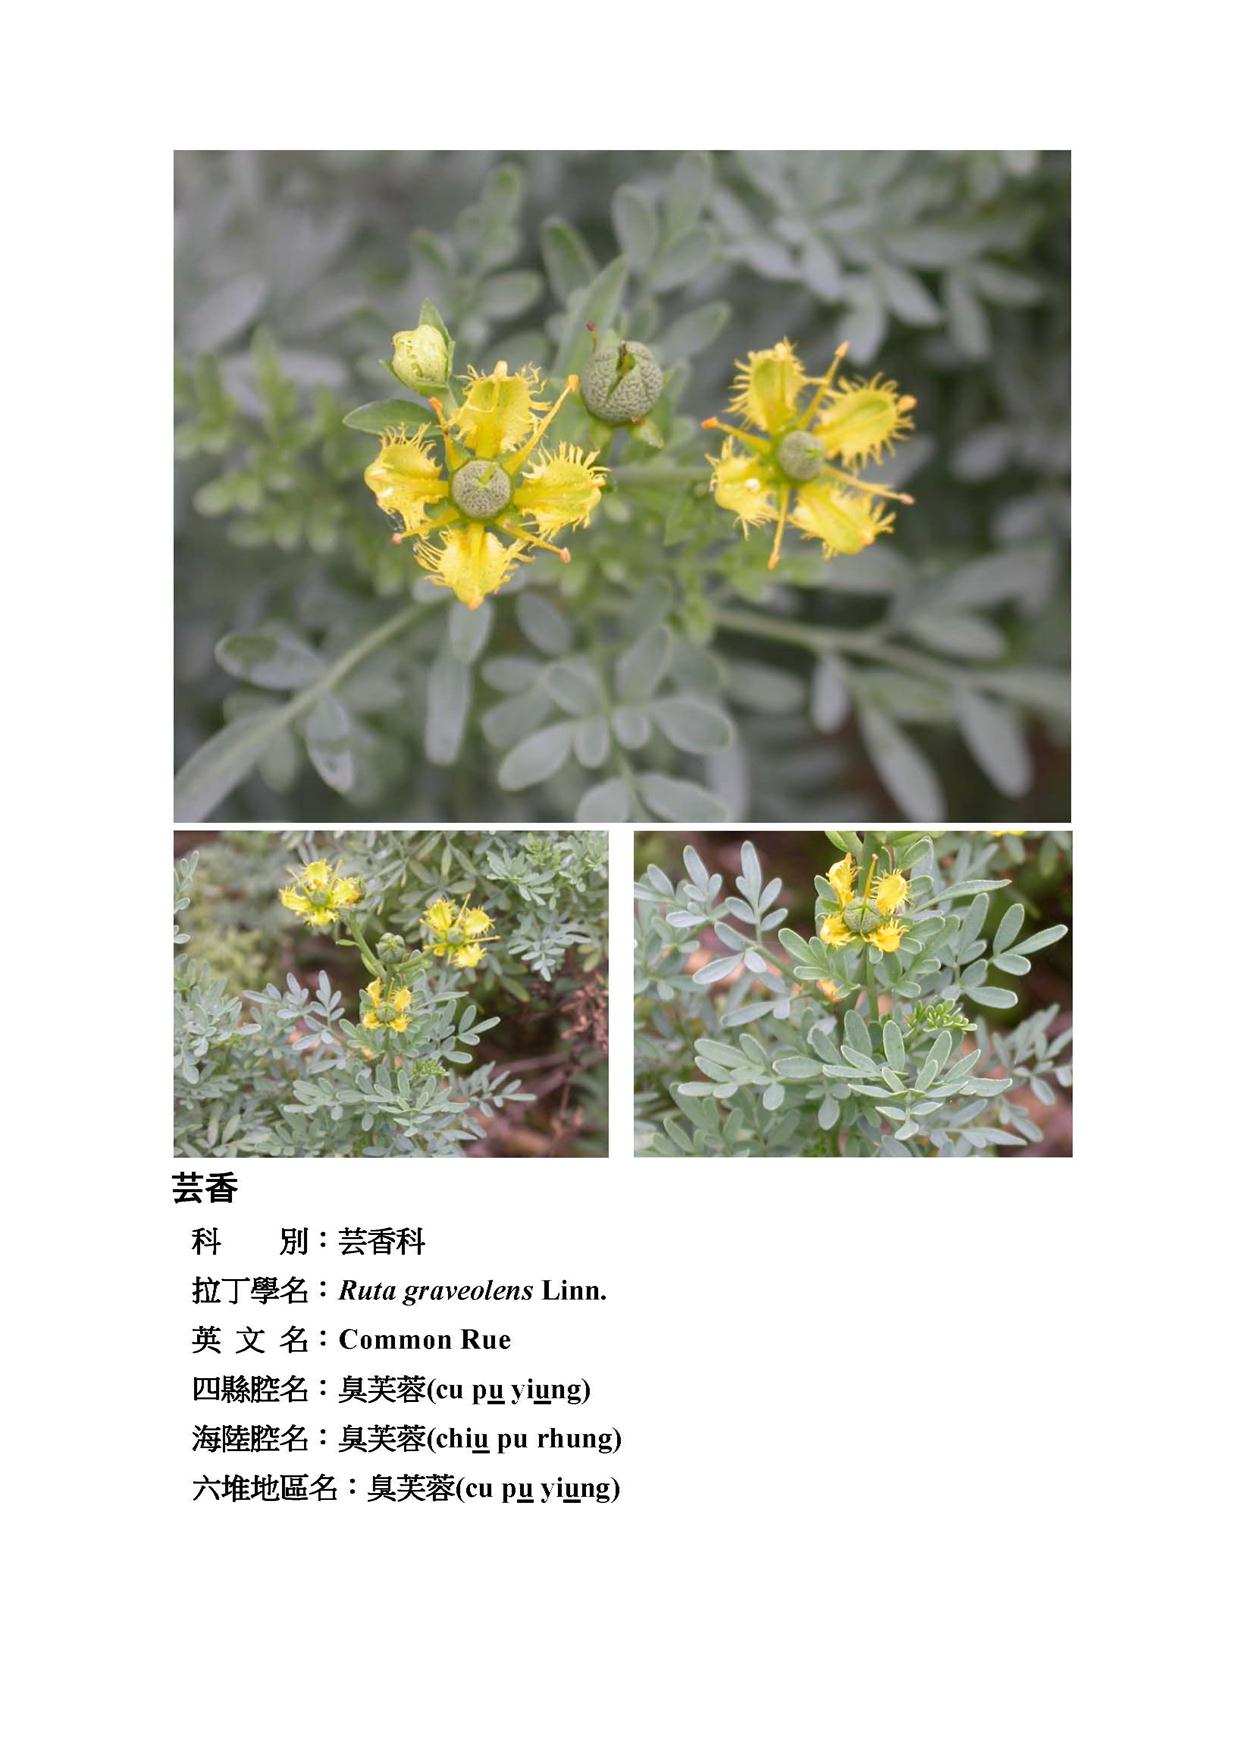 芸香
科　　別：芸香科
拉丁學名：Ruta graveolens Linn.
英 文 名：Common Rue
四縣腔名：臭芙蓉(cu pu yiung)
海陸腔名：臭芙蓉(chiu pu rhung)
六堆地區名：臭芙蓉(cu pu yiung)